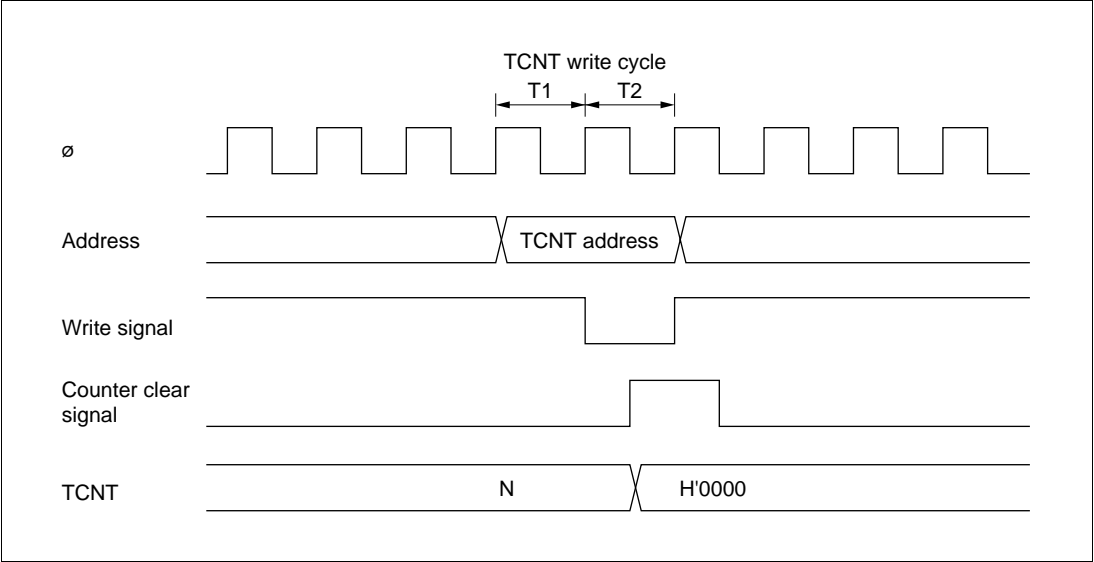 TCNT write cycle
T1 T2
ø
Address TCNT address
Write signal
Counter clear
signal
TCNT N H'0000